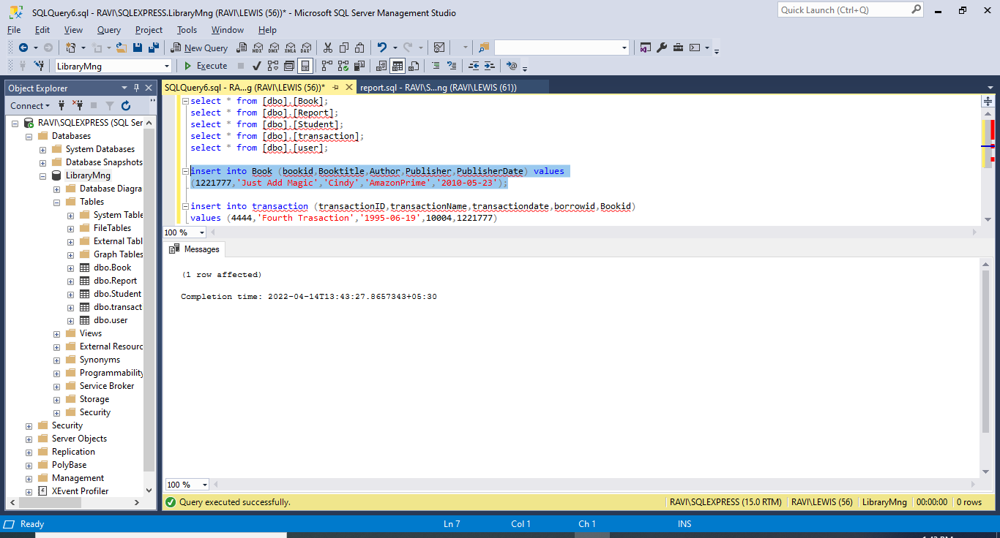 SQLQuery6.sql - RAVI\SQLEXPRESS.LibraryMng (RAVI\LEWIS (56))* - Microsoft SQL Server Management Studio
Quick Launch (Ctrl+Q)
File Edit View Query Project Tools Window Help
New Query MDX DMX XMLA DAX
LibraryMng Execute
Object Explorer
SQLQuery6.sql - RA...g (RAVI\LEWIS (56))* report.sql - RAVI\S...ng (RAVI\LEWIS (61))
Connect
RAVI\SQLEXPRESS (SQL Ser
Databases
System Databases
Database Snapshots
LibraryMng
Database Diagra
Tables
System Table
FileTables
External Tabl
Graph Tables
dbo.Book
dbo.Report
dbo.Student
dbo.transact
dbo.user
Views
External Resourc
Synonyms
Programmability
Service Broker
Storage
Security
Security
Server Objects
Replication
PolyBase
Management
XEvent Profiler
select * from [dbo].[Book];
select * from [dbo].[Report];
select * from [dbo].[Student];
select * from [dbo].[transaction];
select * from [dbo].[user];
insert into Book (bookid,Booktitle,Author,Publisher,PublisherDate) values
(1221777,'Just Add Magic','Cindy','AmazonPrime','2010-05-23');
insert into transaction (transactionID,transactionName,transactiondate,borrowid,Bookid)
values (4444,'Fourth Trasaction','1995-06-19',10004,1221777)
100 %
Messages
(1 row affected)
Completion time: 2022-04-14T13:43:27.8657343+05:30
100 %
Query executed successfully. RAVI\SQLEXPRESS (15.0 RTM) RAVI\LEWIS (56) LibraryMng 00:00:00 0 rows
Ready Ln 7 Col 1 Ch 1 INS